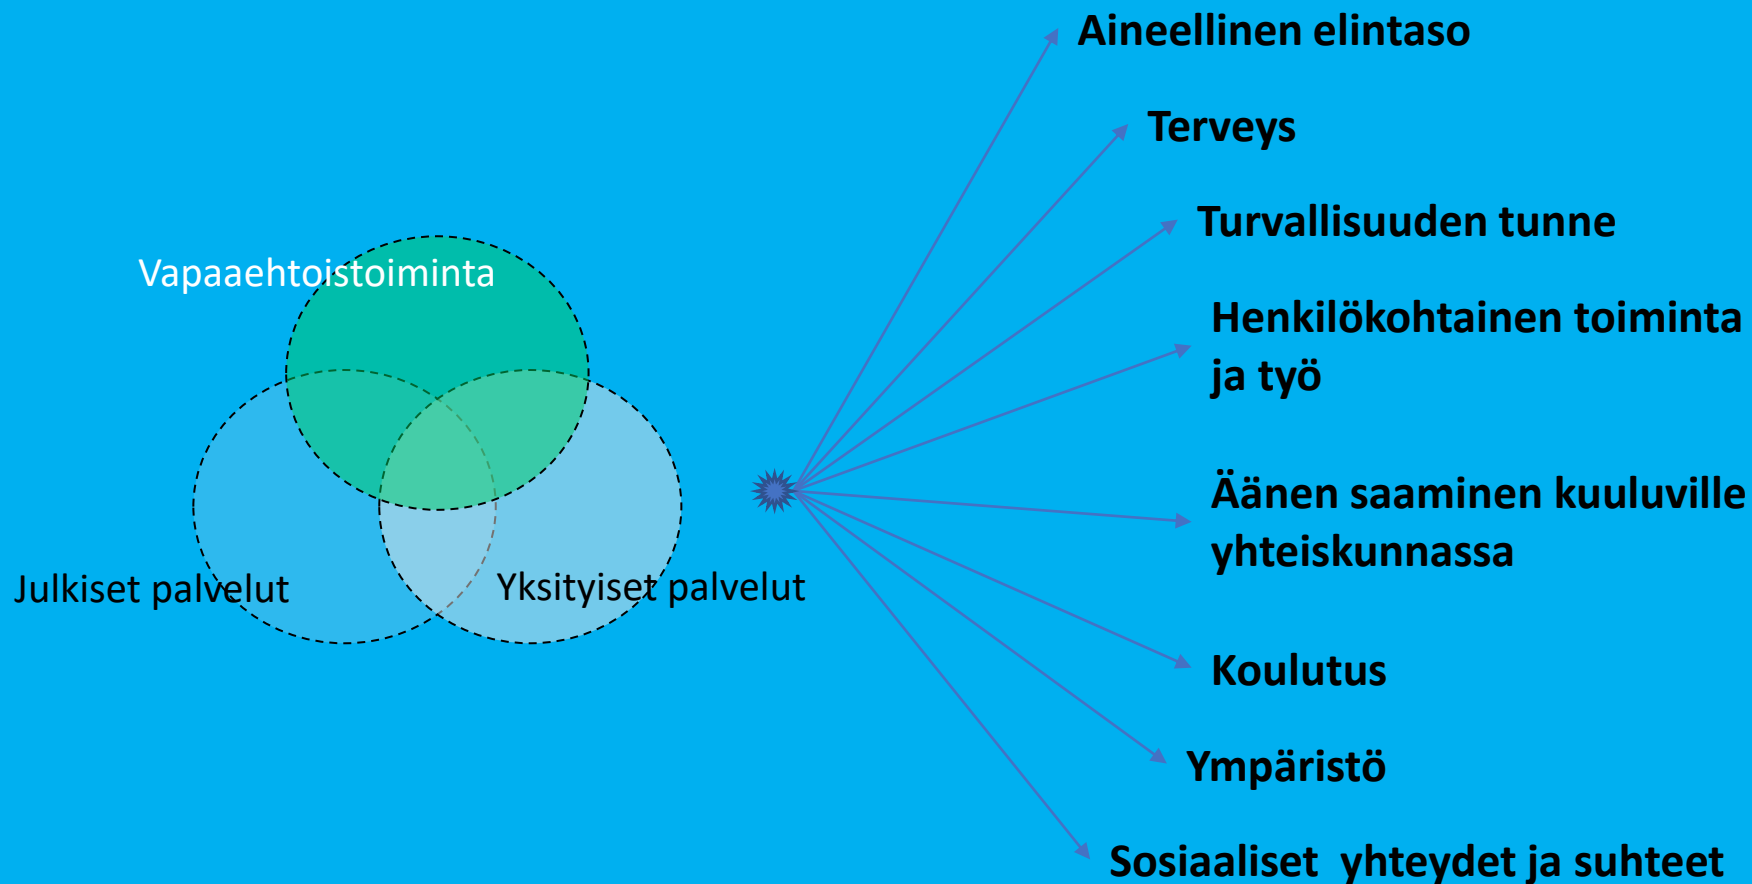 Vapaaehtoistoiminta
Julkiset palvelut
Yksityiset palvelut
Aineellinen elintaso
Terveys
Turvallisuuden tunne
Henkilökohtainen toiminta
ja työ
Äänen saaminen kuuluville
yhteiskunnassa
Koulutus
Ympäristö
Sosiaaliset  yhteydet ja suhteet